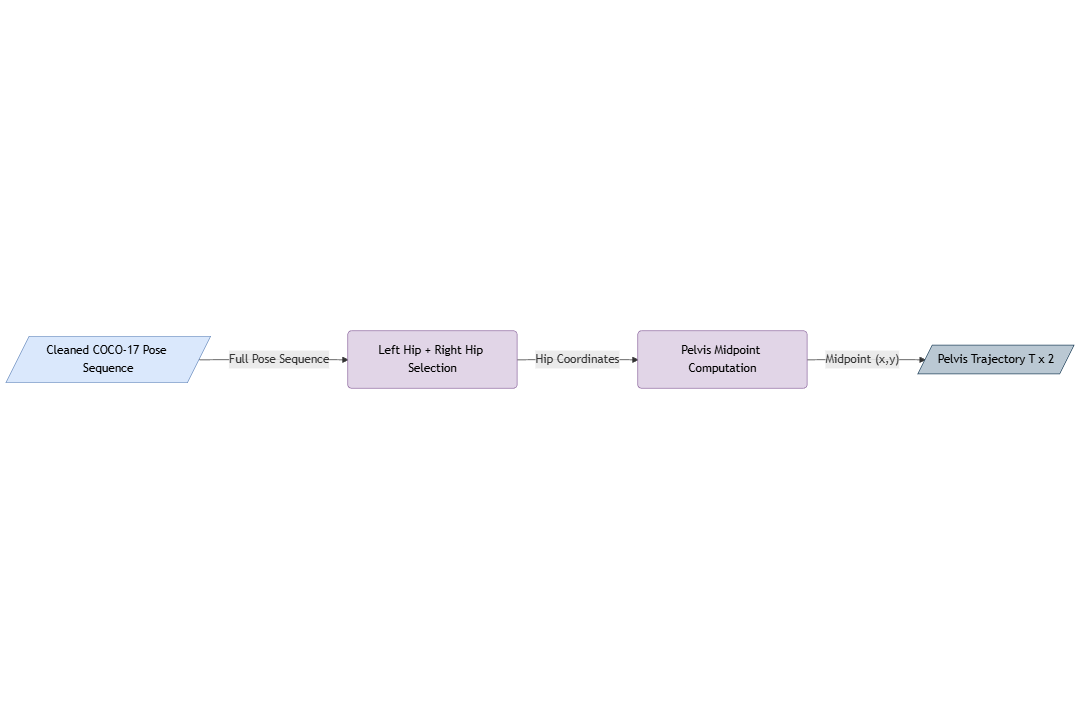 Cleaned COCO-17 Pose
Sequence
Full Pose Sequence
Left Hip + Right Hip
Selection
Hip Coordinates
Pelvis Midpoint
Computation
Midpoint (x,y)
Pelvis Trajectory T x 2